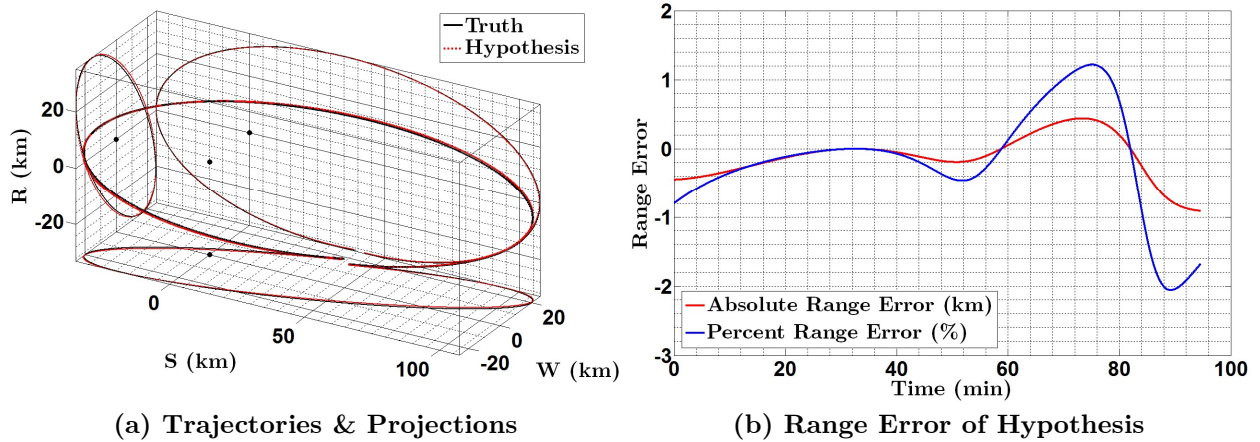 Truth
Hypothesis
20
0
-20
R (km)
0
50
100
S (km)
20
0
-20
W (km)
(a) Trajectories & Projections
2
1
0
-1
-2
-3
Range Error
Absolute Range Error (km)
Percent Range Error (%)
0 20 40 60 80 100
Time (min)
(b) Range Error of Hypothesis